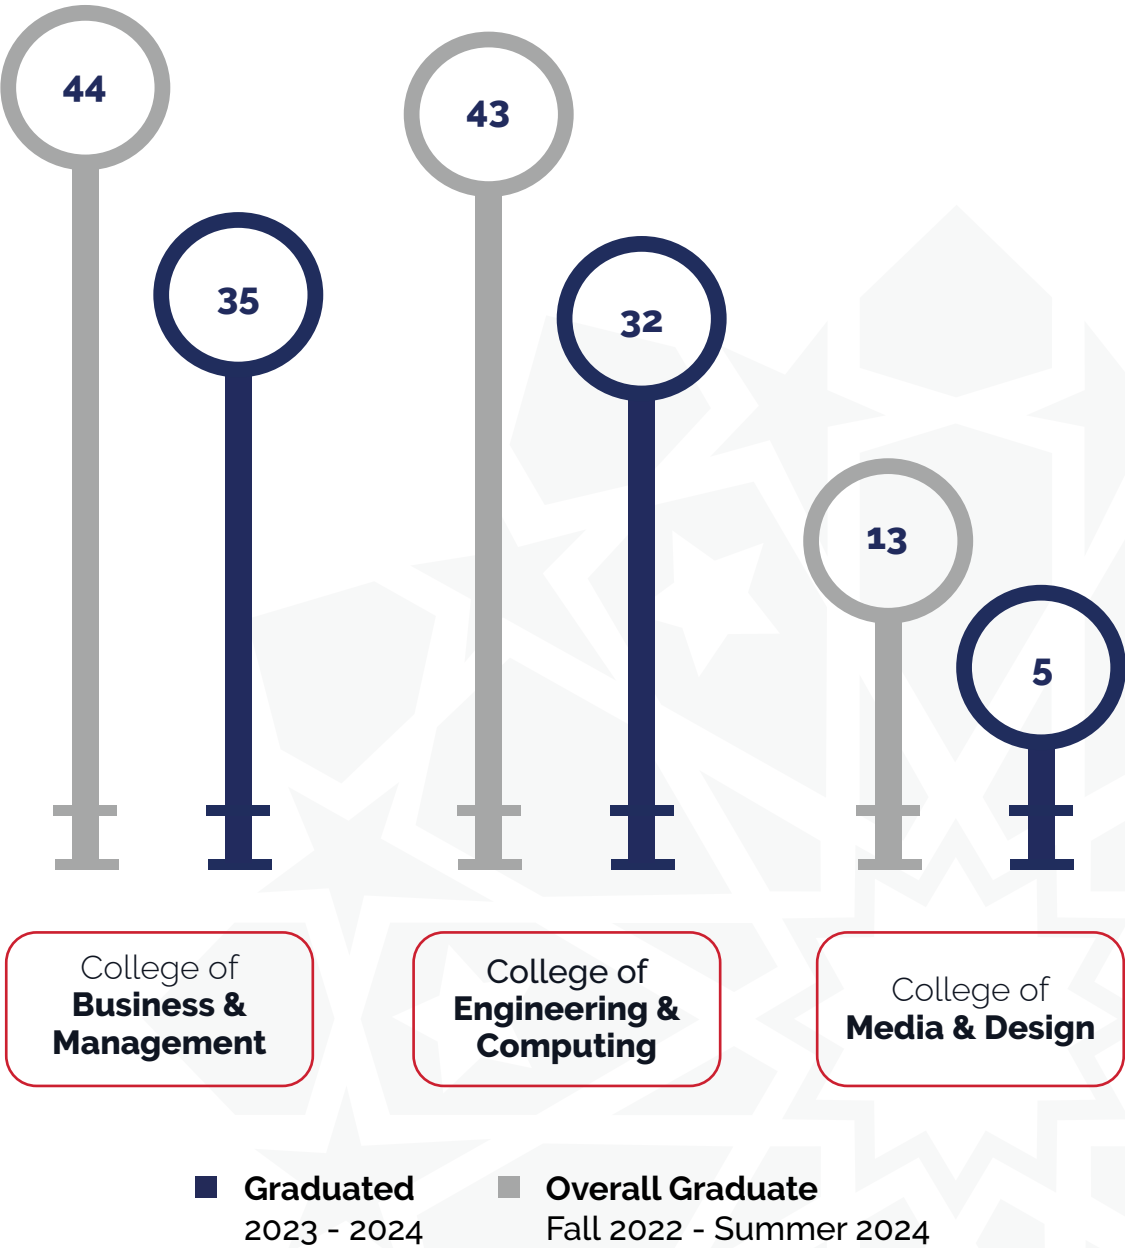 44
43
35
32
13
5
College of
Business &
Management
College of
Engineering &
Computing
College of
Media & Design
Graduated
2023 - 2024
Overall Graduate
Fall 2022 - Summer 2024